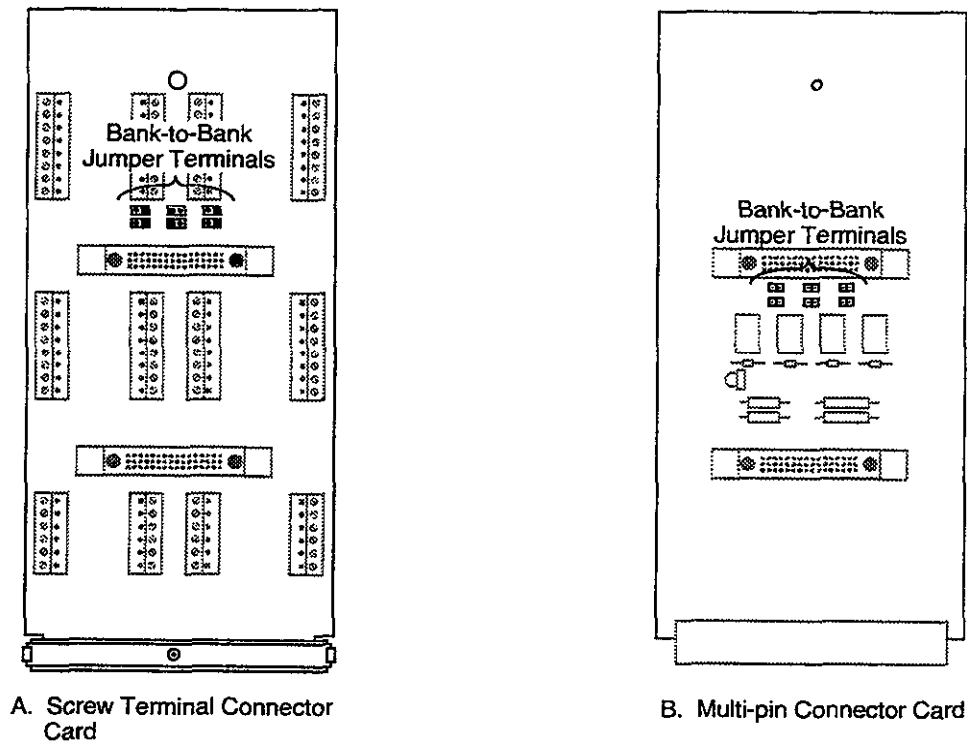 Bank-to-Bank
Jumper Terminals
A. Screw Terminal Connector
Card
Bank-to-Bank
Jumper Terminals
B. Multi-pin Connector Card